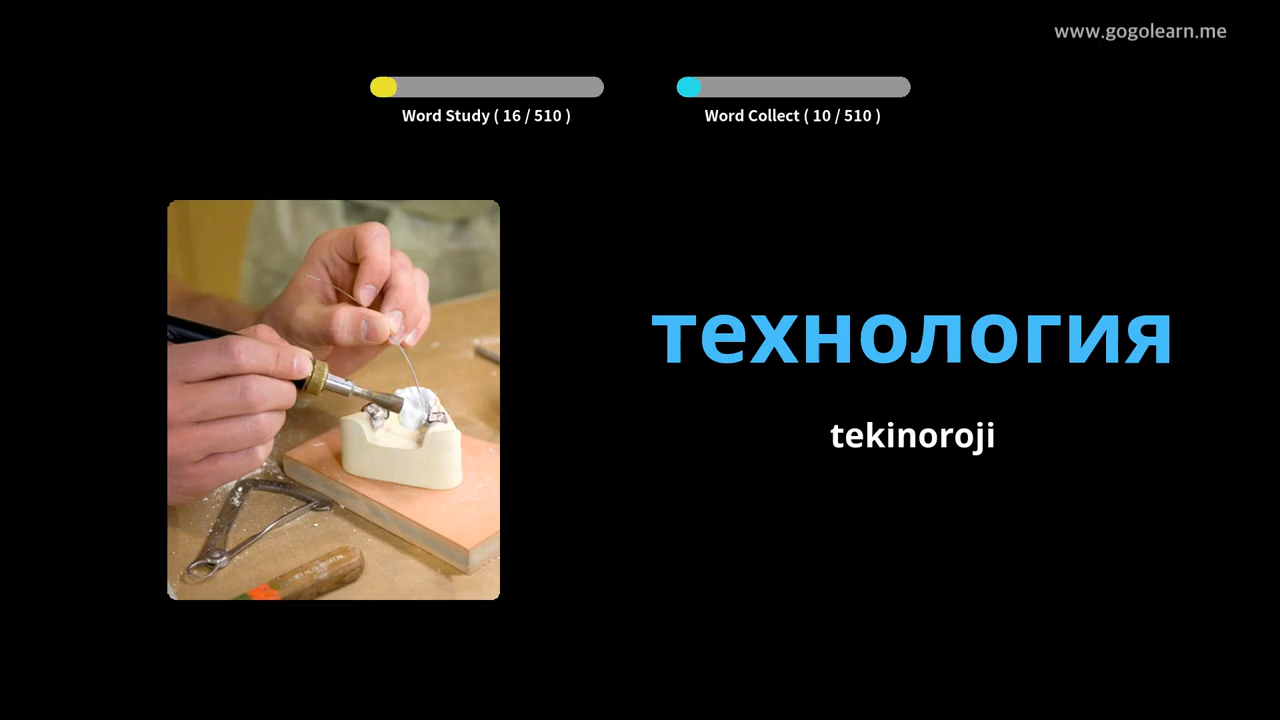 www.gogolearn.me
Word Study ( 16 / 510 )
Word Collect ( 10 / 510 )
технология
tekinoroji